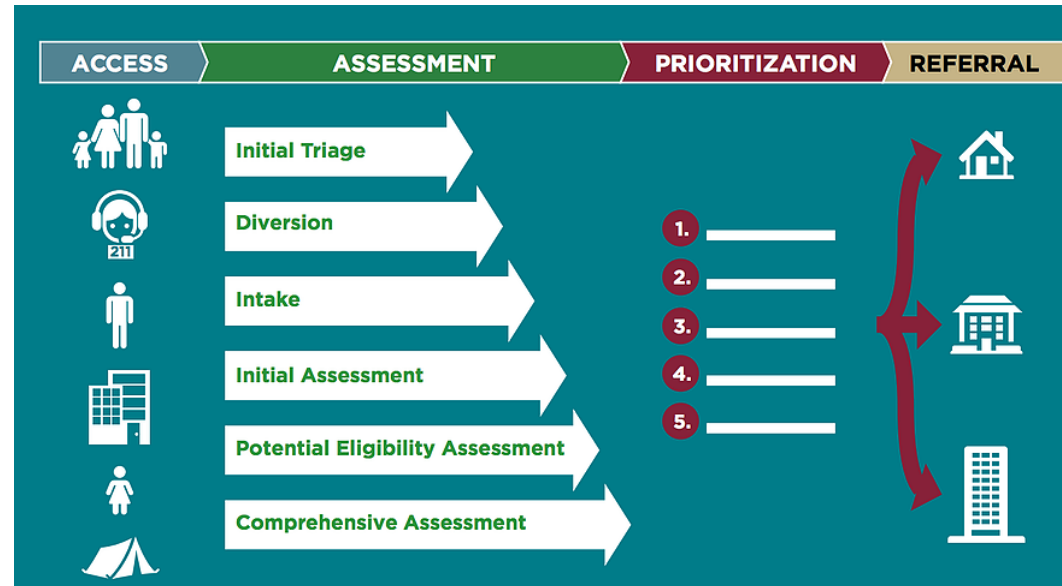 ACCESS
ASSESSMENT
PRIORITIZATION
REFERRAL
211
Initial Triage
Diversion
Intake
Initial Assessment
Potential Eligibility Assessment
Comprehensive Assessment
1.
2.
3.
4.
5.